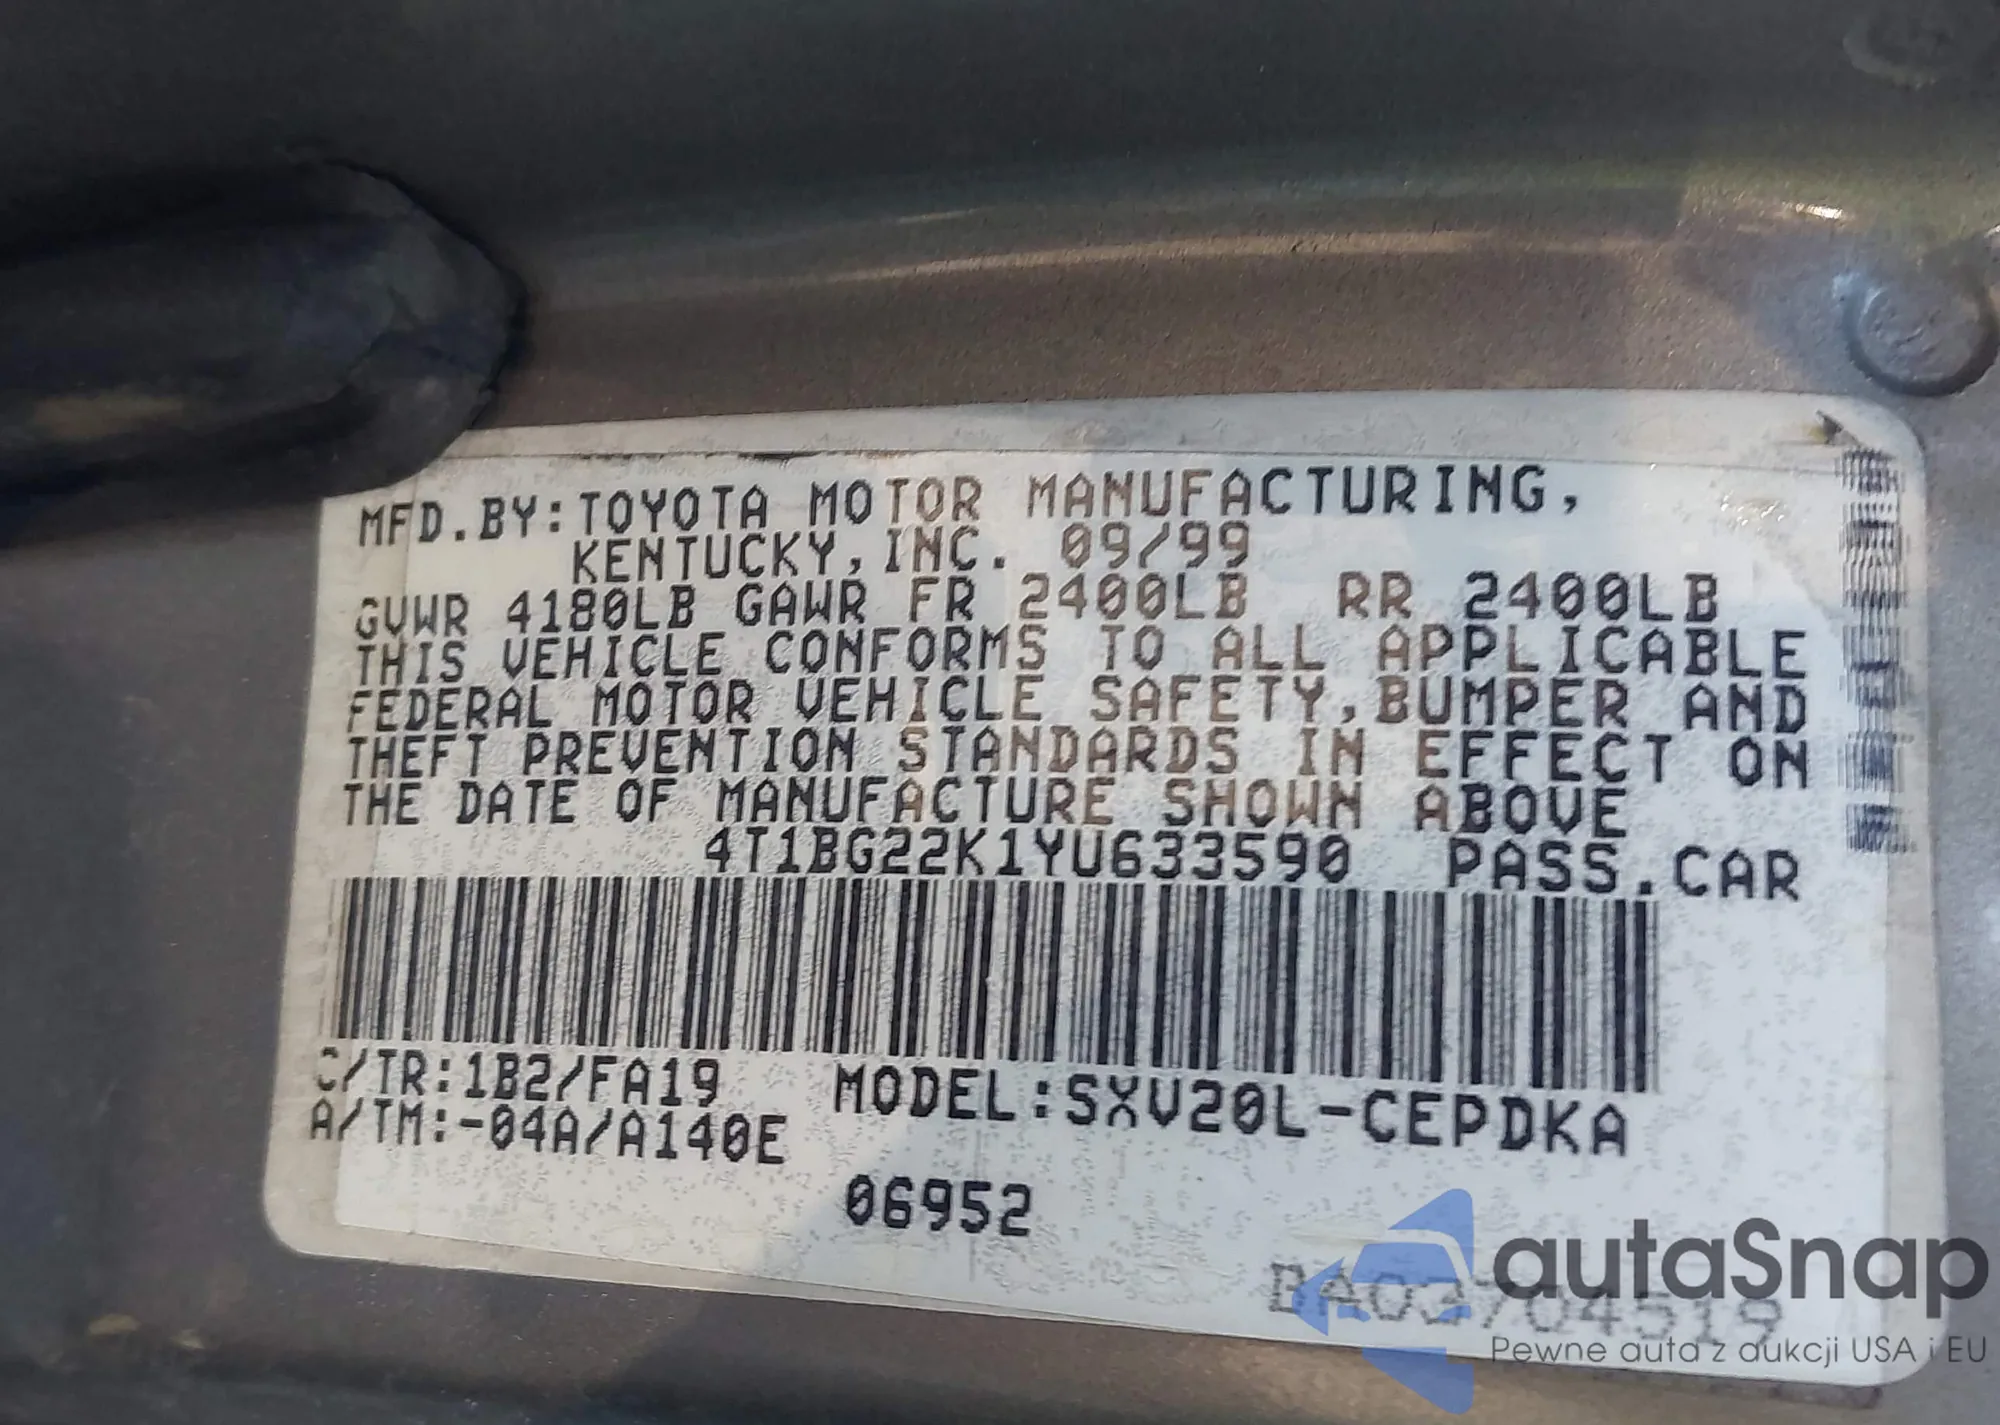 MFD.BY:TOYOTA MOTOR MANUFACTURING,
KENTUCKY,INC. 09/99
GVWR 4180LB GAWR FR 2400LB RR 2400LB
THIS VEHICLE CONFORMS TO ALL APPLICABLE
FEDERAL MOTOR VEHICLE SAFETY,BUMPER AND
THEFT PREVENTION STANDARDS IN EFFECT ON
THE DATE OF MANUFACTURE SHOWN ABOVE
4T1BG22K1YU633590 PASS.CAR
C/TR:1B2/FA19 MODEL:SXV20L-CEPDKA
A/TM:-04A/A140E
06952
BA03704519
autaSnap
Pewne auta z aukcji USA i EU